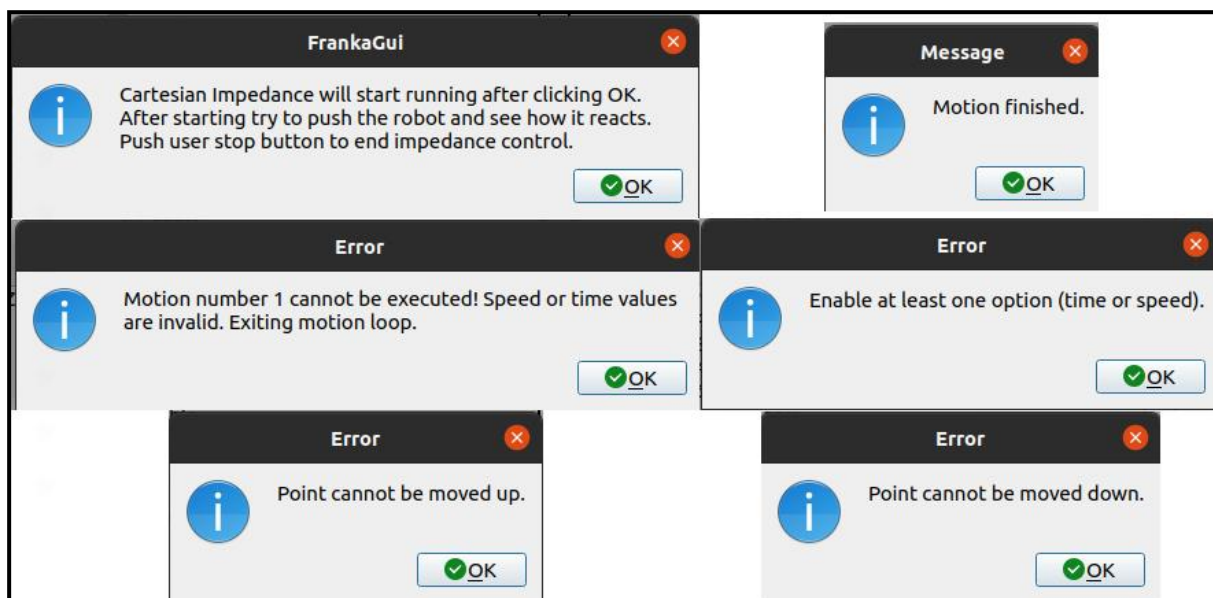 FrankaGui
Cartesian Impedance will start running after clicking OK.
After starting try to push the robot and see how it reacts.
Push user stop button to end impedance control.
OK
Message
Motion finished.
OK
Error
Motion number 1 cannot be executed! Speed or time values
are invalid. Exiting motion loop.
OK
Error
Enable at least one option (time or speed).
OK
Error
Point cannot be moved up.
OK
Error
Point cannot be moved down.
OK